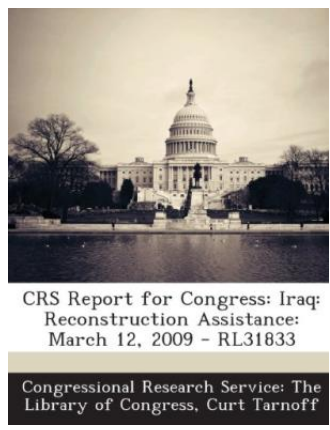 CRS Report for Congress: Iraq:
Reconstruction Assistance:
March 12, 2009 - RL31833
Congressional Research Service: The
Library of Congress, Curt Tarnoff